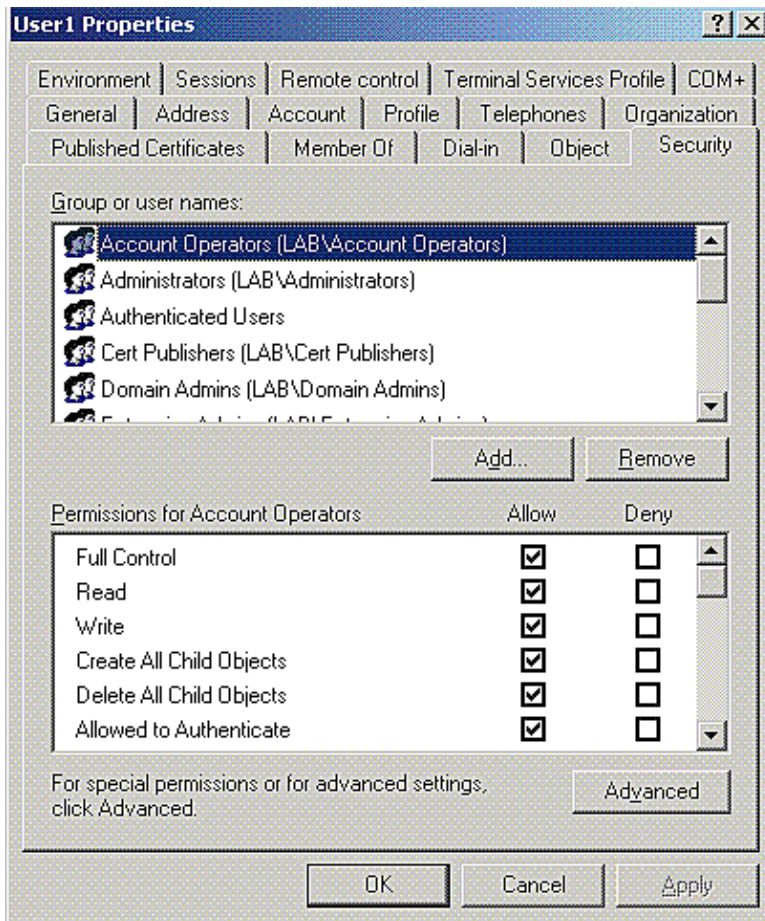 User1 Properties
Environment Sessions Remote control Terminal Services Profile COM+
General Address Account Profile Telephones Organization
Published Certificates Member Of Dial-in Object Security
Group or user names:
Account Operators (LAB\Account Operators)
Administrators (LAB\Administrators)
Authenticated Users
Cert Publishers (LAB\Cert Publishers)
Domain Admins (LAB\Domain Admins)
Add... Remove
Permissions for Account Operators Allow Deny
Full Control
Read
Write
Create All Child Objects
Delete All Child Objects
Allowed to Authenticate
For special permissions or for advanced settings,
click Advanced.
Advanced
OK Cancel Apply